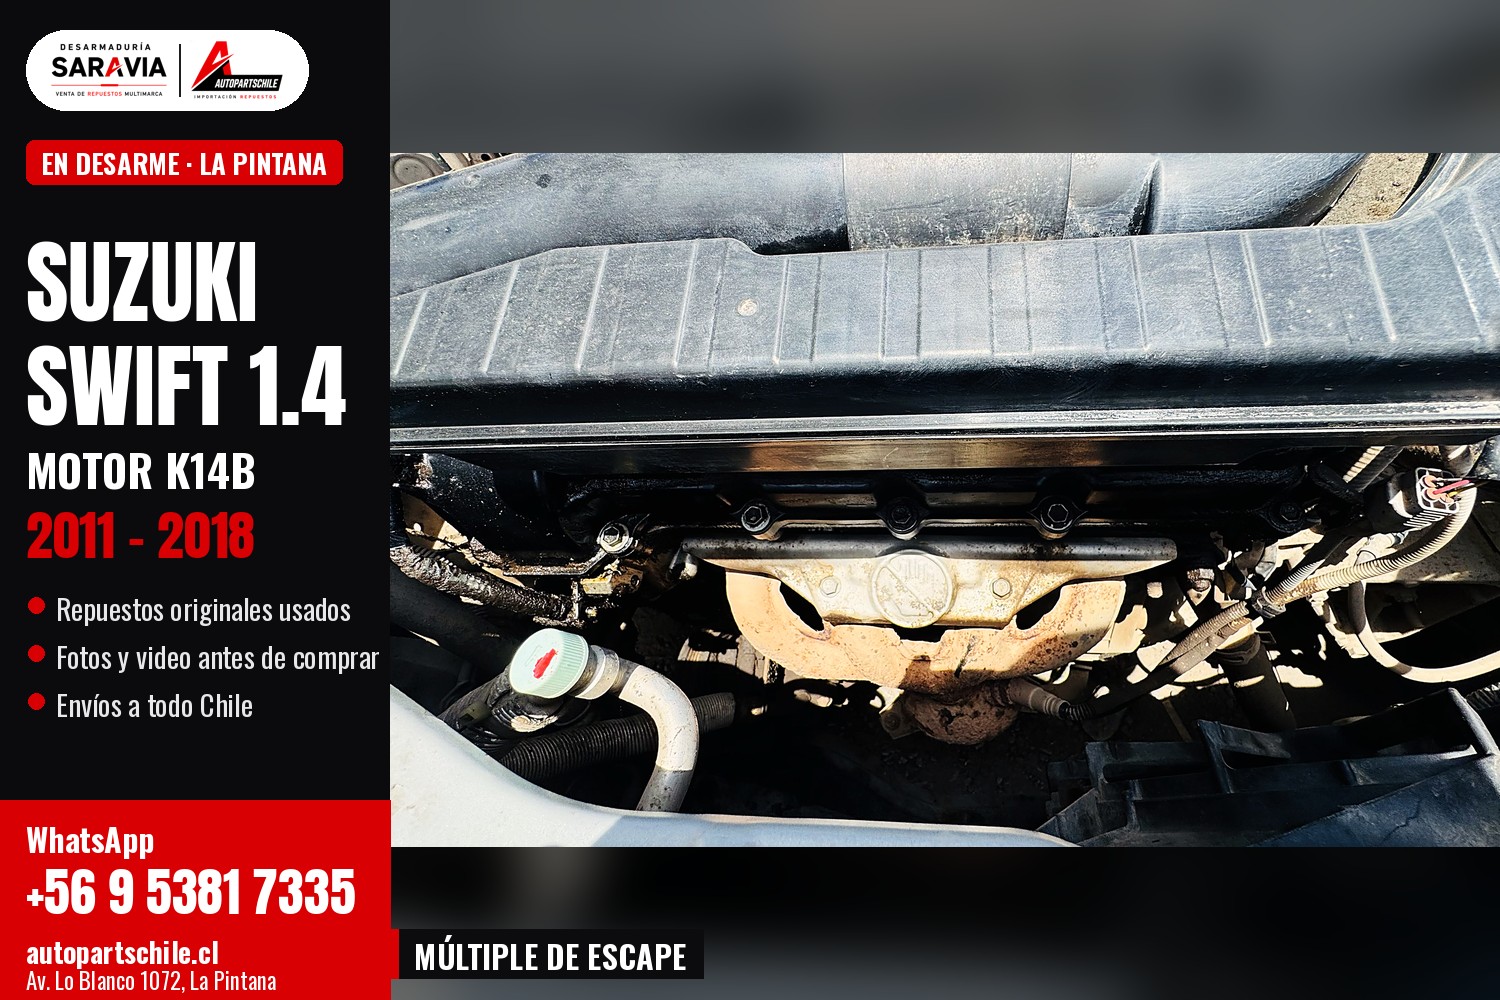 DESARMADURÍA
SARAVIA
VENTA DE REPUESTOS MULTIMARCA
AUTOPARTSCHILE
IMPORTACIÓN REPUESTOS
EN DESARME · LA PINTANA
SUZUKI
SWIFT 1.4
MOTOR K14B
2011 - 2018
Repuestos originales usados
Fotos y video antes de comprar
Envíos a todo Chile
WhatsApp
+56 9 5381 7335
autopartschile.cl
Av. Lo Blanco 1072, La Pintana
MÚLTIPLE DE ESCAPE